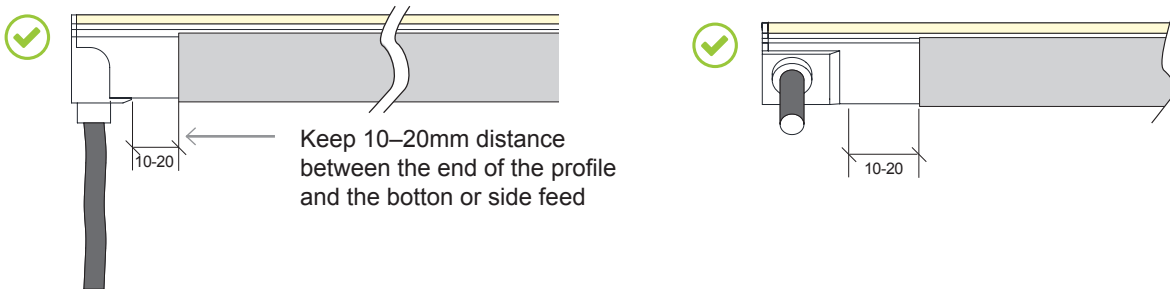 10-20
Keep 10–20mm distance
between the end of the profile
and the botton or side feed
10-20